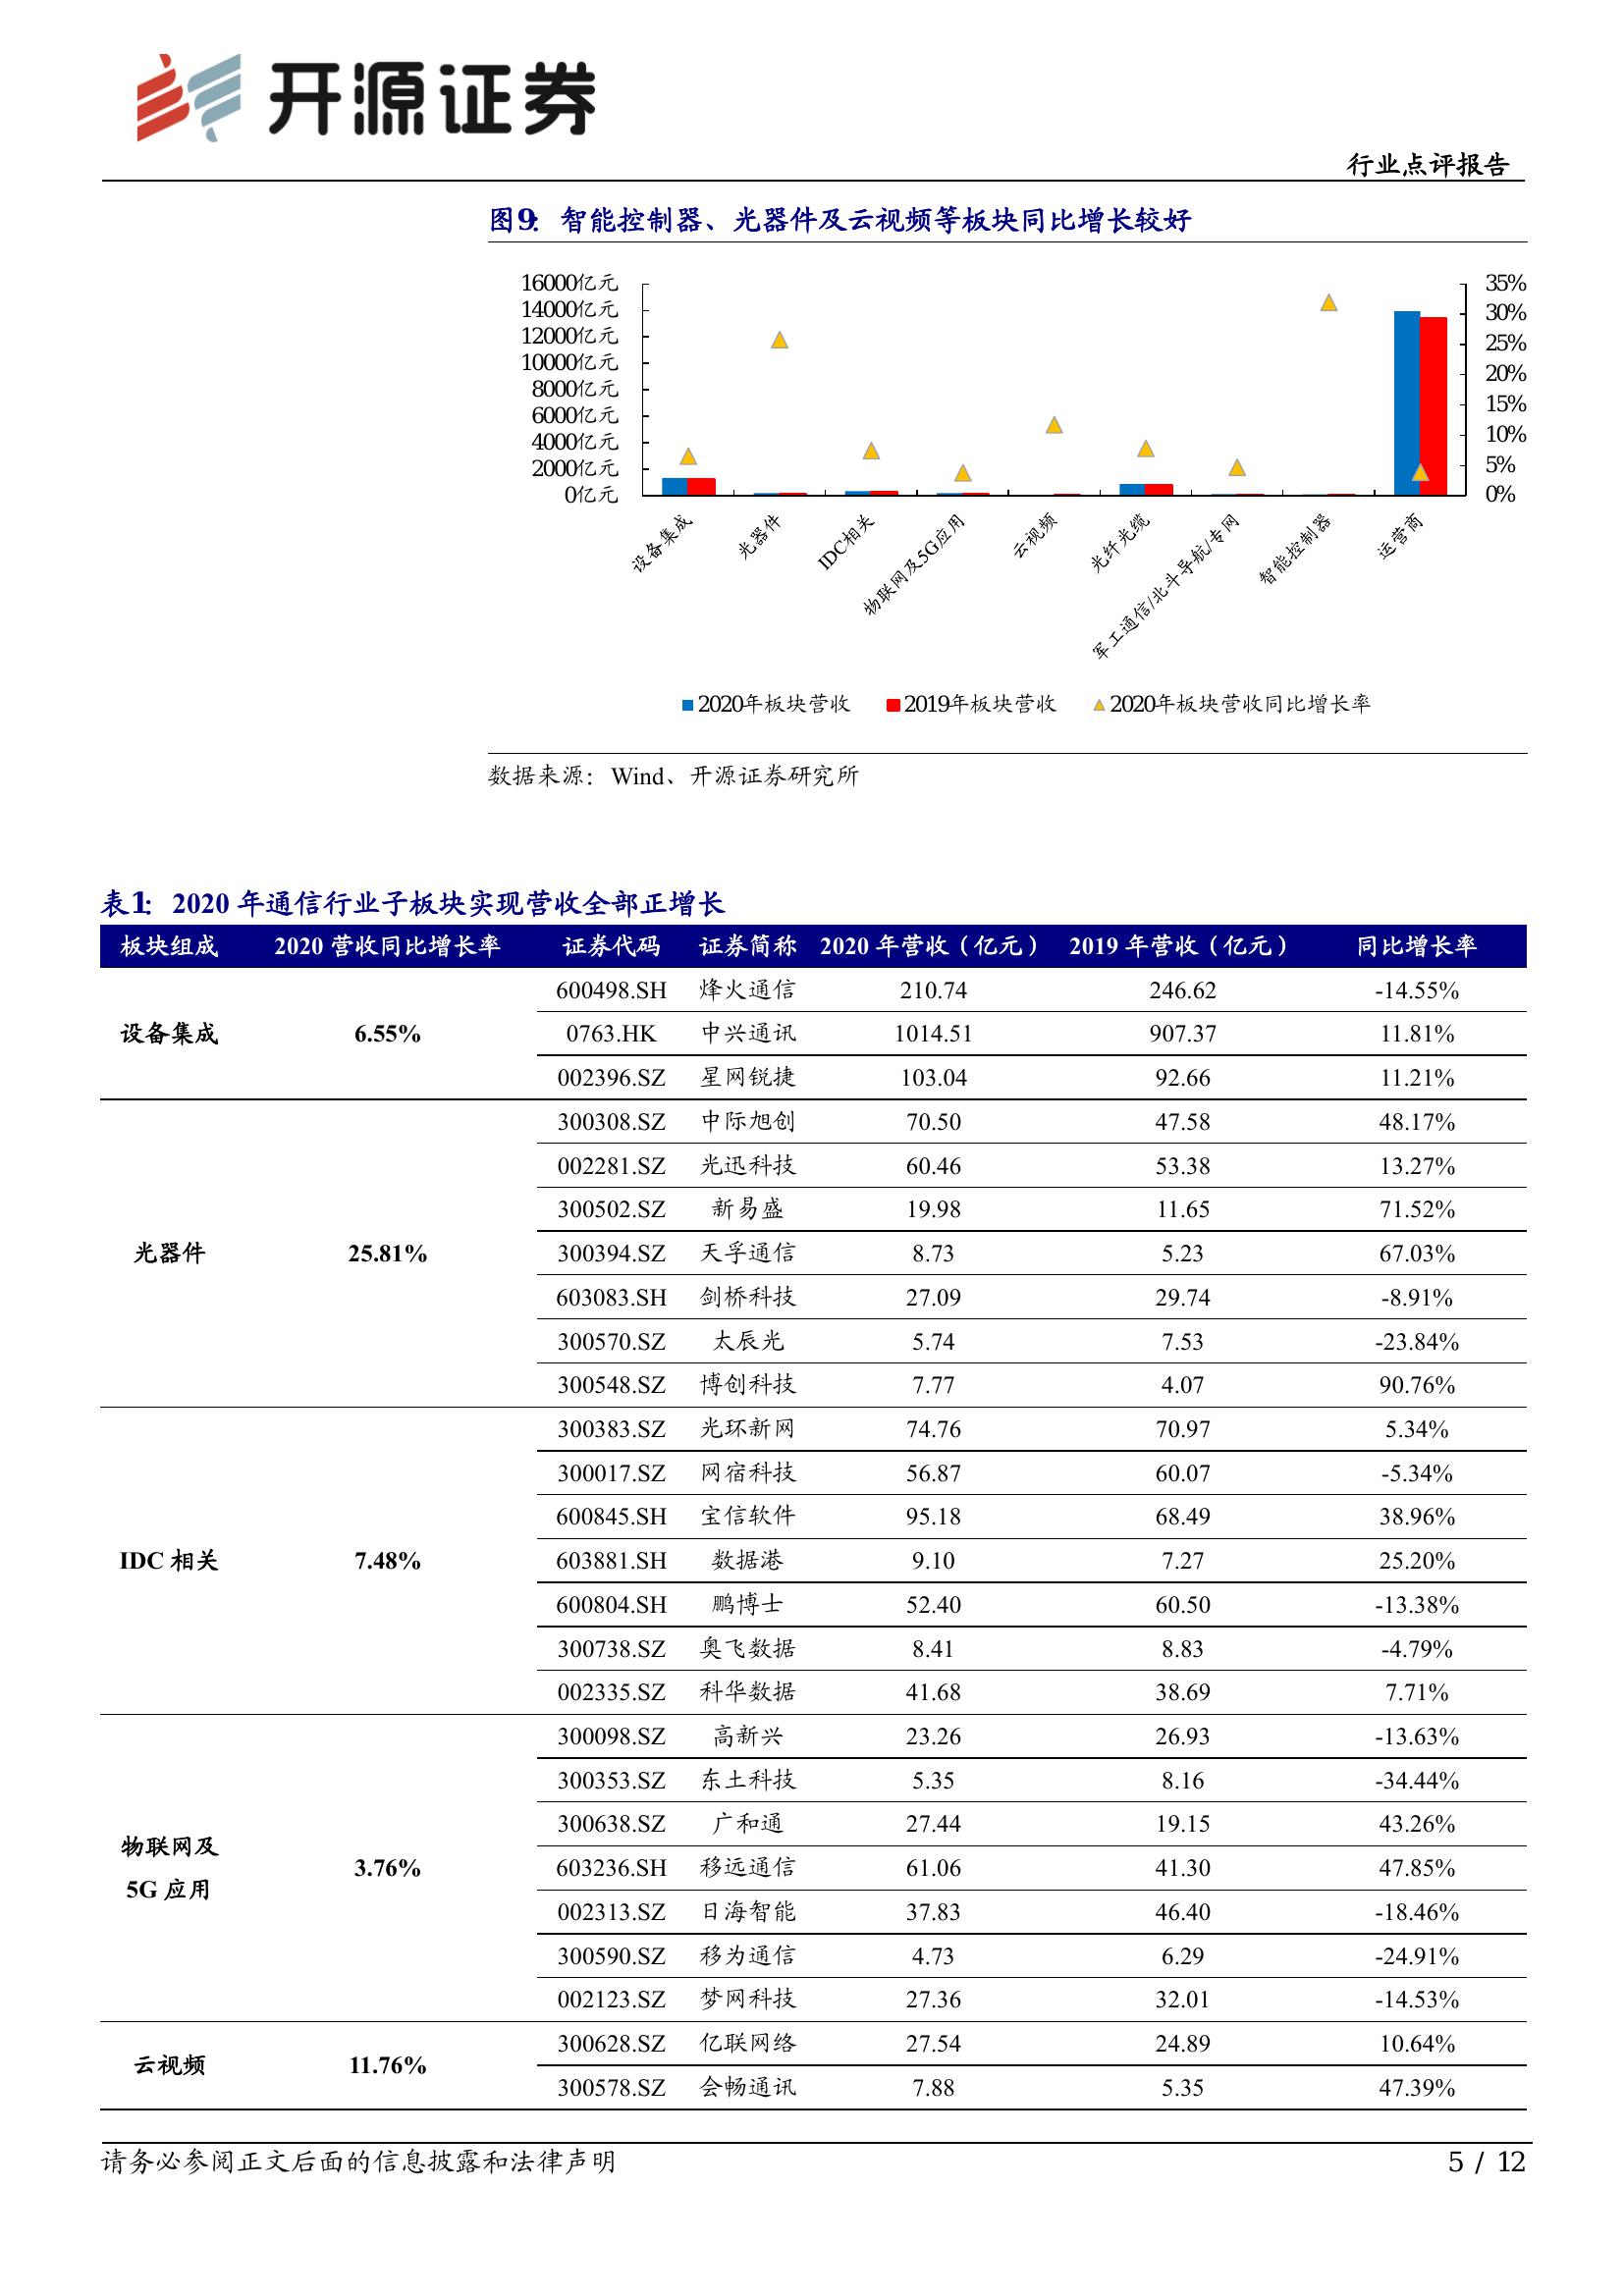 开源证券
行业点评报告
图9: 智能控制器、光器件及云视频等板块同比增长较好
16000亿元
14000亿元
12000亿元
10000亿元
8000亿元
6000亿元
4000亿元
2000亿元
0亿元
35%
30%
25%
20%
15%
10%
5%
0%
设备集成
光器件
IDC相关
物联网及5G应用
云视频
光纤光缆
军工通信/北斗导航/专网
智能控制器
运营商
2020年板块营收 2019年板块营收 2020年板块营收同比增长率
数据来源：Wind、开源证券研究所
表1: 2020 年通信行业子板块实现营收全部正增长
板块组成 2020 营收同比增长率 证券代码 证券简称 2020 年营收（亿元） 2019 年营收（亿元） 同比增长率
600498.SH 烽火通信 210.74 246.62 -14.55%
设备集成 6.55% 0763.HK 中兴通讯 1014.51 907.37 11.81%
002396.SZ 星网锐捷 103.04 92.66 11.21%
300308.SZ 中际旭创 70.50 47.58 48.17%
002281.SZ 光迅科技 60.46 53.38 13.27%
300502.SZ 新易盛 19.98 11.65 71.52%
光器件 25.81% 300394.SZ 天孚通信 8.73 5.23 67.03%
603083.SH 剑桥科技 27.09 29.74 -8.91%
300570.SZ 太辰光 5.74 7.53 -23.84%
300548.SZ 博创科技 7.77 4.07 90.76%
300383.SZ 光环新网 74.76 70.97 5.34%
300017.SZ 网宿科技 56.87 60.07 -5.34%
600845.SH 宝信软件 95.18 68.49 38.96%
IDC 相关 7.48% 603881.SH 数据港 9.10 7.27 25.20%
600804.SH 鹏博士 52.40 60.50 -13.38%
300738.SZ 奥飞数据 8.41 8.83 -4.79%
002335.SZ 科华数据 41.68 38.69 7.71%
300098.SZ 高新兴 23.26 26.93 -13.63%
300353.SZ 东土科技 5.35 8.16 -34.44%
300638.SZ 广和通 27.44 19.15 43.26%
物联网及
5G 应用 3.76% 603236.SH 移远通信 61.06 41.30 47.85%
002313.SZ 日海智能 37.83 46.40 -18.46%
300590.SZ 移为通信 4.73 6.29 -24.91%
002123.SZ 梦网科技 27.36 32.01 -14.53%
云视频 11.76% 300628.SZ 亿联网络 27.54 24.89 10.64%
300578.SZ 会畅通讯 7.88 5.35 47.39%
请务必参阅正文后面的信息披露和法律声明 5 / 12